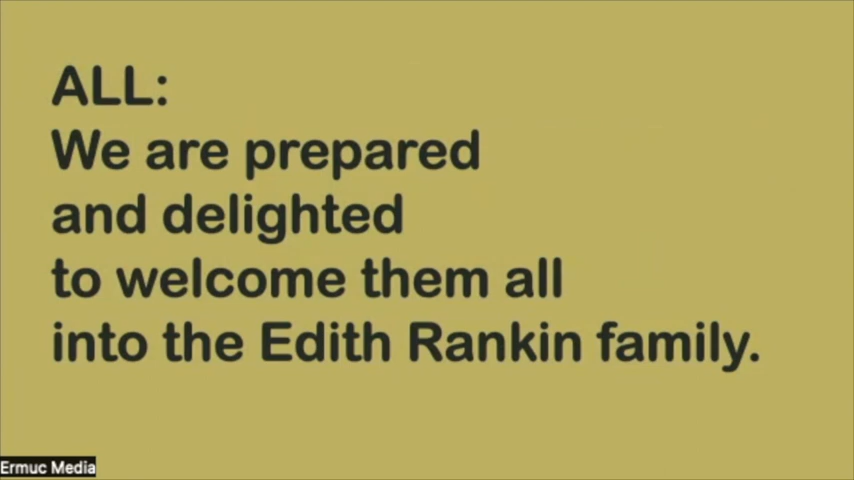 ALL:
We are prepared
and delighted
to welcome them all
into the Edith Rankin family.
Ermuc Media